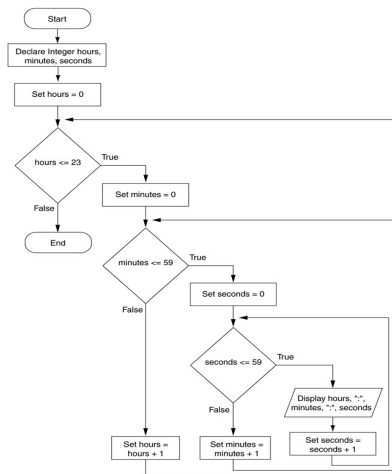 Start
Declare Integer hours,
minutes, seconds
Set hours = 0
hours <= 23
True
False
Set minutes = 0
End
minutes <= 59
True
False
Set seconds = 0
seconds <= 59
True
False
Display hours, ":",
minutes, ":", seconds
Set hours =
hours + 1
Set minutes =
minutes + 1
Set seconds =
seconds + 1